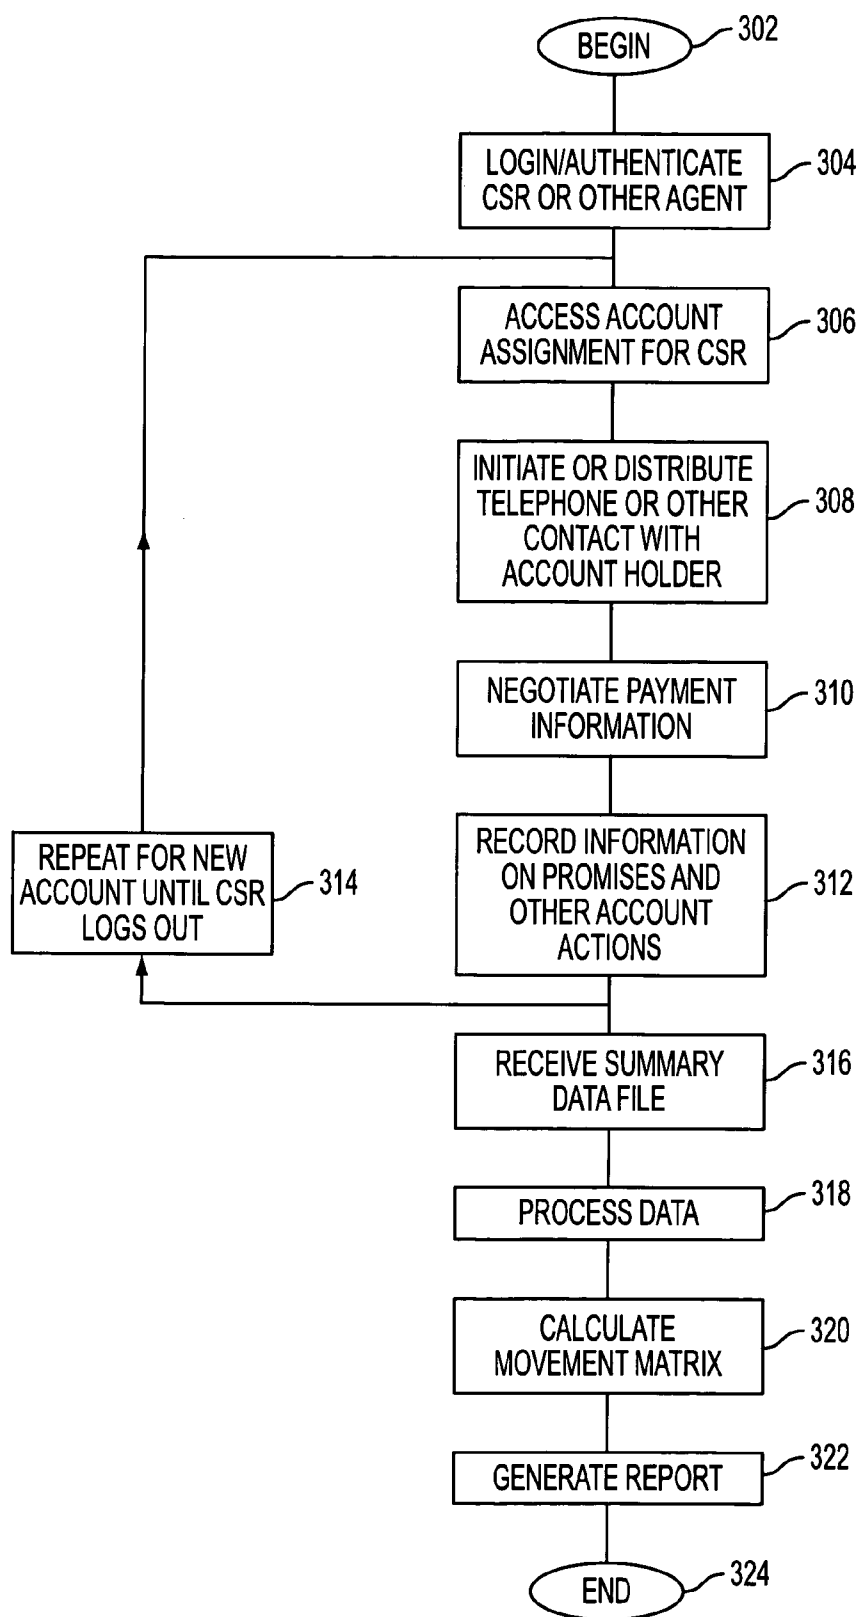 BEGIN
302
LOGIN/AUTHENTICATE
CSR OR OTHER AGENT
304
ACCESS ACCOUNT
ASSIGNMENT FOR CSR
306
INITIATE OR DISTRIBUTE
TELEPHONE OR OTHER
CONTACT WITH
ACCOUNT HOLDER
308
NEGOTIATE PAYMENT
INFORMATION
310
RECORD INFORMATION
ON PROMISES AND
OTHER ACCOUNT
ACTIONS
312
REPEAT FOR NEW
ACCOUNT UNTIL CSR
LOGS OUT
314
RECEIVE SUMMARY
DATA FILE
316
PROCESS DATA
318
CALCULATE
MOVEMENT MATRIX
320
GENERATE REPORT
322
END
324